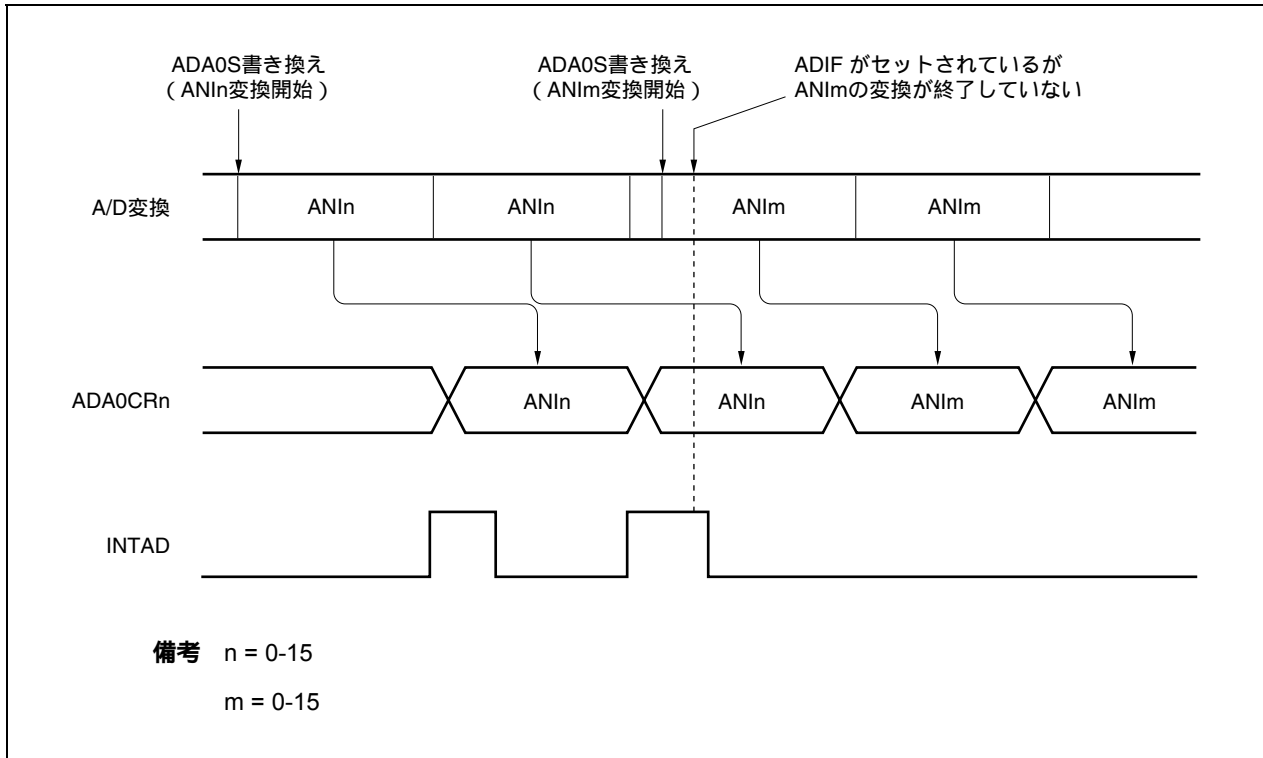 ADA0S書き換え
（ANIn変換開始）
ADA0S書き換え
（ANIm変換開始）
ADIF がセットされているが
ANImの変換が終了していない
A/D変換
ANIn
ANIn
ANIm
ANIm
ADA0CRn
ANIn
ANIn
ANIm
ANIm
INTAD
備考 n = 0-15
m = 0-15